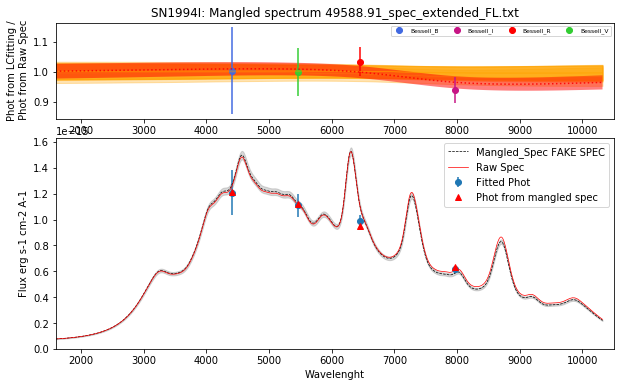 SN1994I: Mangled spectrum 49588.91_spec_extended_FL.txt
Phot from LCfitting /
Phot from Raw Spec
1.1
1.0
0.9
Bessell_B
Bessell_I
Bessell_R
Bessell_V
2000 3000 4000 5000 6000 7000 8000 9000 10000
Flux erg s-1 cm-2 A-1
1.6
1.4
1.2
1.0
0.8
0.6
0.4
0.2
0.0
Mangled_Spec FAKE SPEC
Raw Spec
Fitted Phot
Phot from mangled spec
2000 3000 4000 5000 6000 7000 8000 9000 10000
Wavelenght